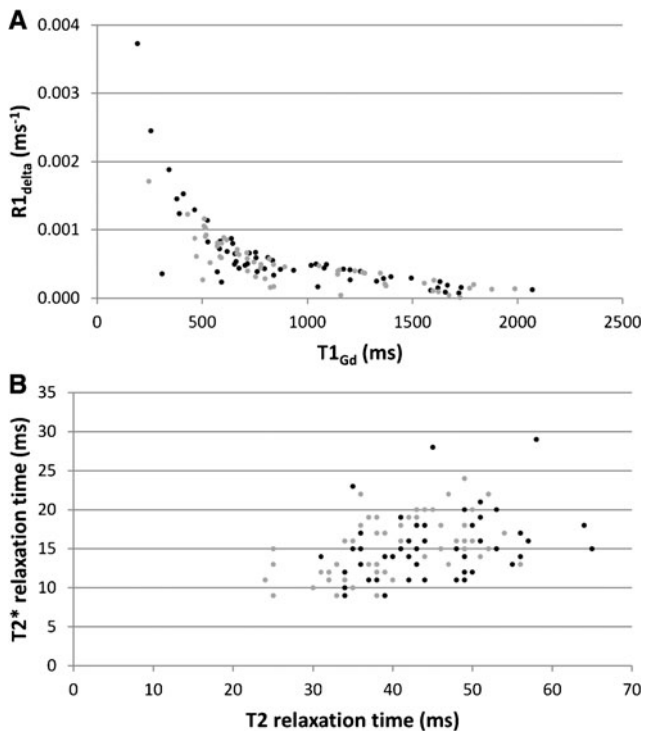 A
R1delta (ms-1)
0.004
0.003
0.002
0.001
0.000
0 500 1000 1500 2000 2500
T1Gd (ms)
B
T2* relaxation time (ms)
35
30
25
20
15
10
5
0
0 10 20 30 40 50 60 70
T2 relaxation time (ms)